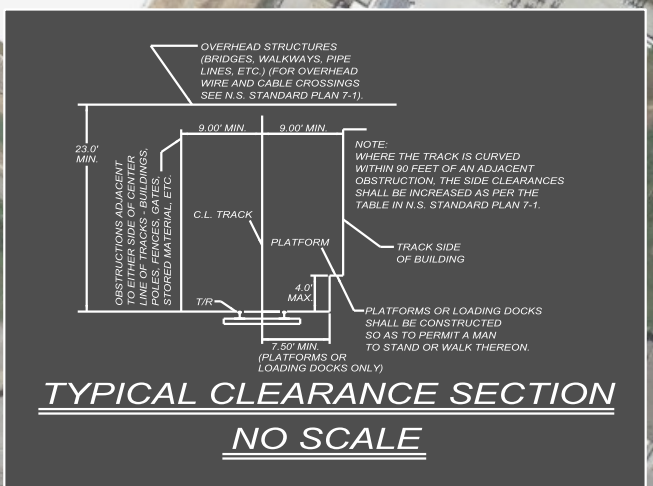 OVERHEAD STRUCTURES
(BRIDGES, WALKWAYS, PIPE
LINES, ETC.) (FOR OVERHEAD
WIRE AND CABLE CROSSINGS
SEE N.S. STANDARD PLAN 7-1).
9.00' MIN.
9.00' MIN.
23.0'
MIN.
NOTE:
WHERE THE TRACK IS CURVED
WITHIN 90 FEET OF AN ADJACENT
OBSTRUCTION, THE SIDE CLEARANCES
SHALL BE INCREASED AS PER THE
TABLE IN N.S. STANDARD PLAN 7-1.
OBSTRUCTIONS ADJACENT
TO EITHER SIDE OF CENTER
LINE OF TRACKS - BUILDINGS,
POLES, FENCES, GATES,
STORED MATERIAL, ETC.
C.L. TRACK
PLATFORM
TRACK SIDE
OF BUILDING
4.0'
MAX.
T/R
PLATFORMS OR LOADING DOCKS
SHALL BE CONSTRUCTED
SO AS TO PERMIT A MAN
TO STAND OR WALK THEREON.
7.50' MIN.
(PLATFORMS OR
LOADING DOCKS ONLY)
TYPICAL CLEARANCE SECTION
NO SCALE